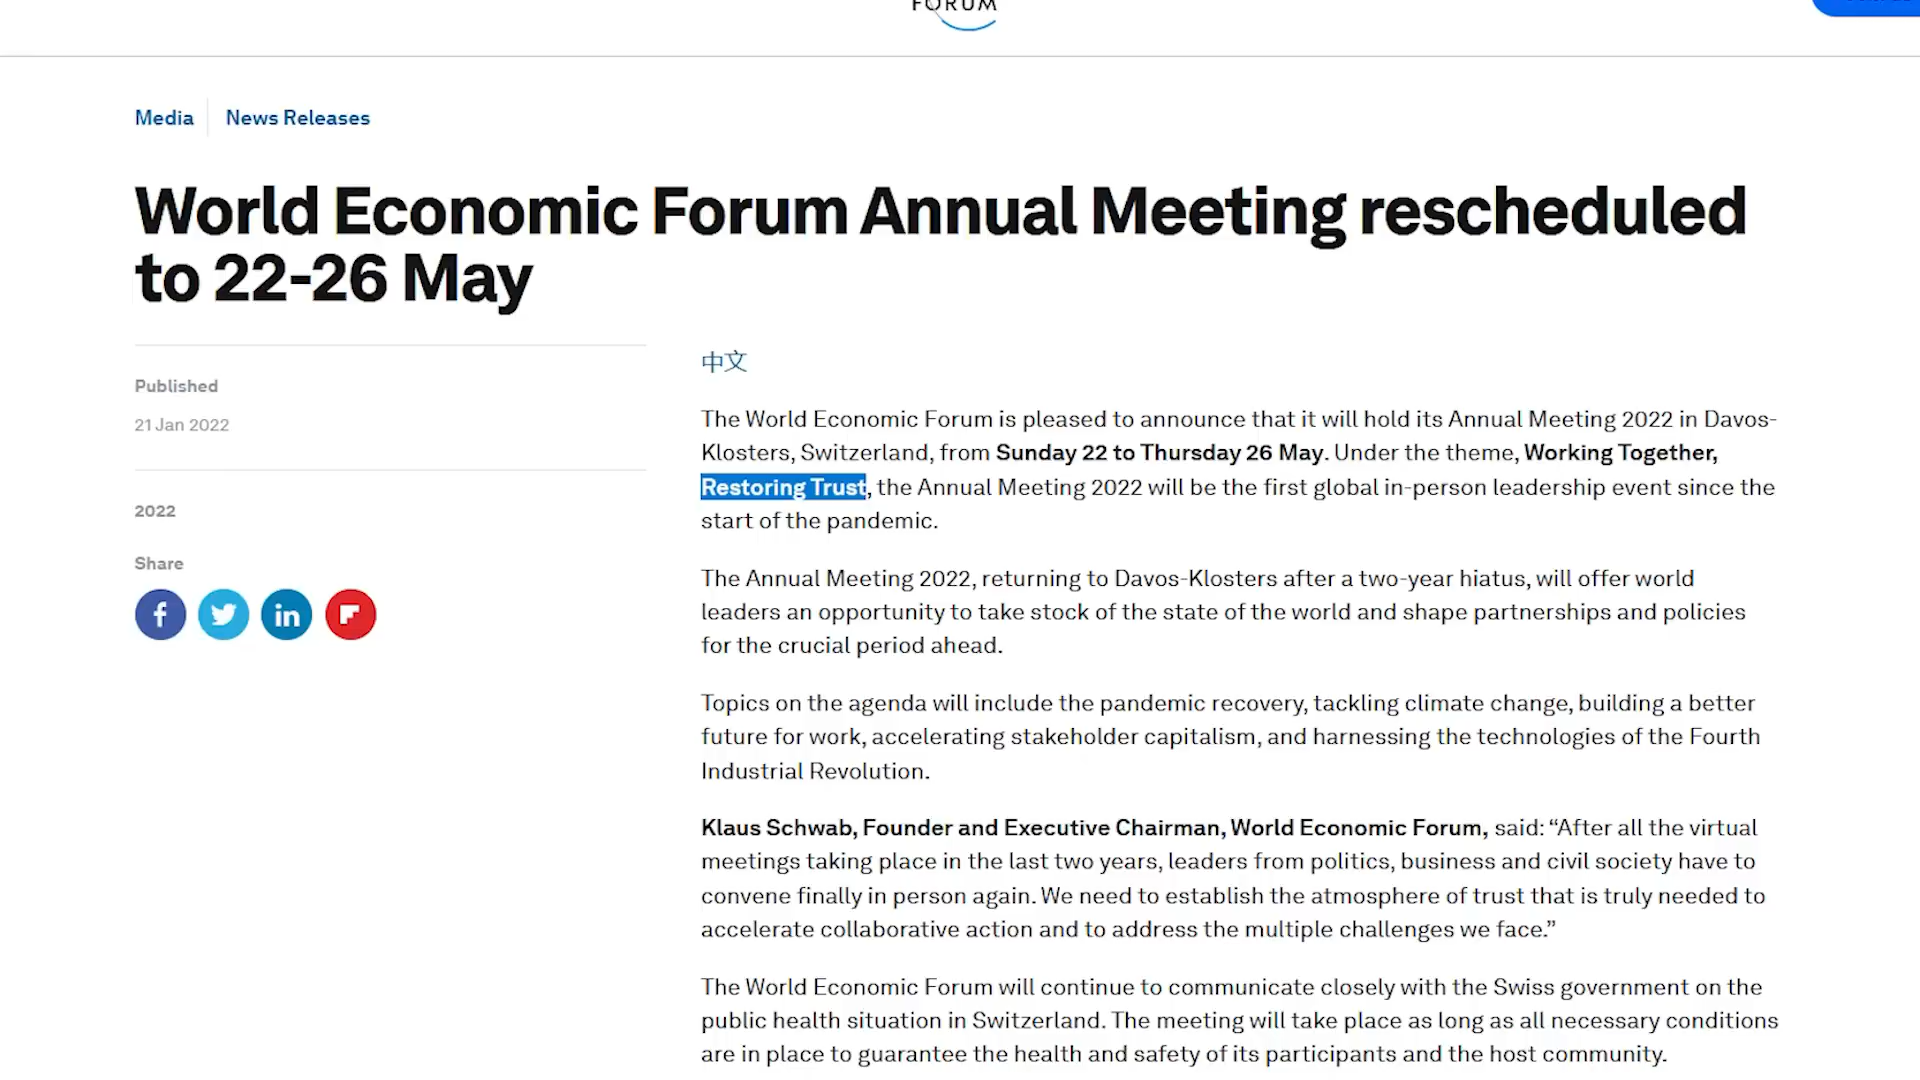 FORUM
Media
News Releases
World Economic Forum Annual Meeting rescheduled
to 22-26 May
Published
21 Jan 2022
2022
Share
中文
The World Economic Forum is pleased to announce that it will hold its Annual Meeting 2022 in Davos-
Klosters, Switzerland, from Sunday 22 to Thursday 26 May. Under the theme, Working Together,
Restoring Trust, the Annual Meeting 2022 will be the first global in-person leadership event since the
start of the pandemic.
The Annual Meeting 2022, returning to Davos-Klosters after a two-year hiatus, will offer world
leaders an opportunity to take stock of the state of the world and shape partnerships and policies
for the crucial period ahead.
Topics on the agenda will include the pandemic recovery, tackling climate change, building a better
future for work, accelerating stakeholder capitalism, and harnessing the technologies of the Fourth
Industrial Revolution.
Klaus Schwab, Founder and Executive Chairman, World Economic Forum, said: “After all the virtual
meetings taking place in the last two years, leaders from politics, business and civil society have to
convene finally in person again. We need to establish the atmosphere of trust that is truly needed to
accelerate collaborative action and to address the multiple challenges we face.”
The World Economic Forum will continue to communicate closely with the Swiss government on the
public health situation in Switzerland. The meeting will take place as long as all necessary conditions
are in place to guarantee the health and safety of its participants and the host community.